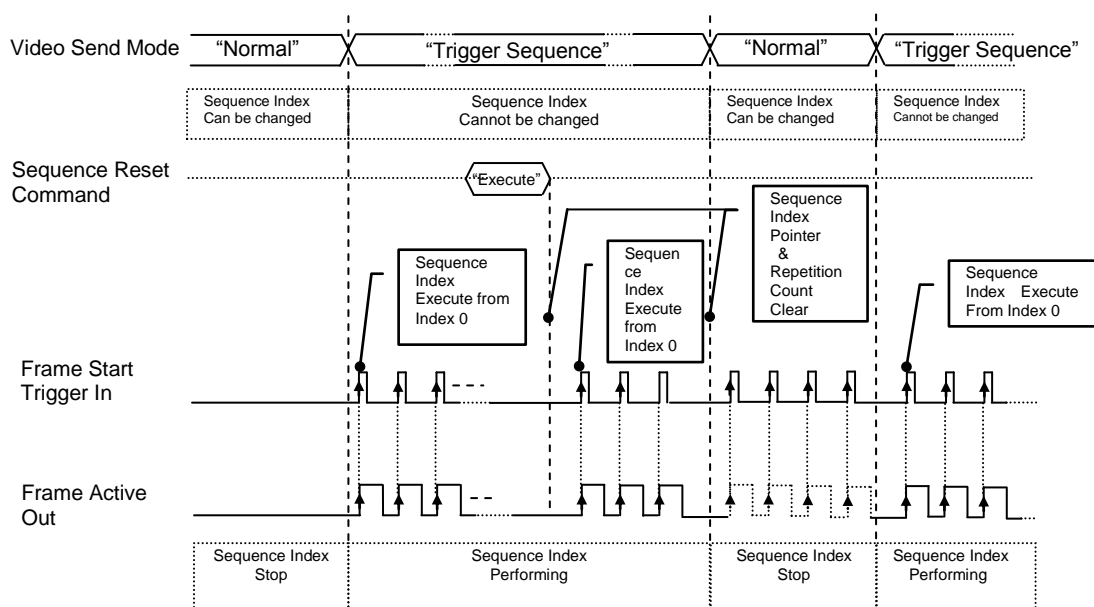 Video Send Mode
“Normal”
“Trigger Sequence”
“Normal”
“Trigger Sequence”
Sequence Index
Can be changed
Sequence Index
Cannot be changed
Sequence Index
Can be changed
Sequence Index
Cannot be changed
Sequence Reset
Command
“Execute”
Sequence
Index
Execute from
Index 0
Sequen
ce
Index
Execute
from
Index 0
Sequence
Index
Pointer
&
Repetition
Count
Clear
Sequence
Index Execute
From Index 0
Frame Start
Trigger In
Frame Active
Out
Sequence Index
Stop
Sequence Index
Performing
Sequence Index
Stop
Sequence Index
Performing